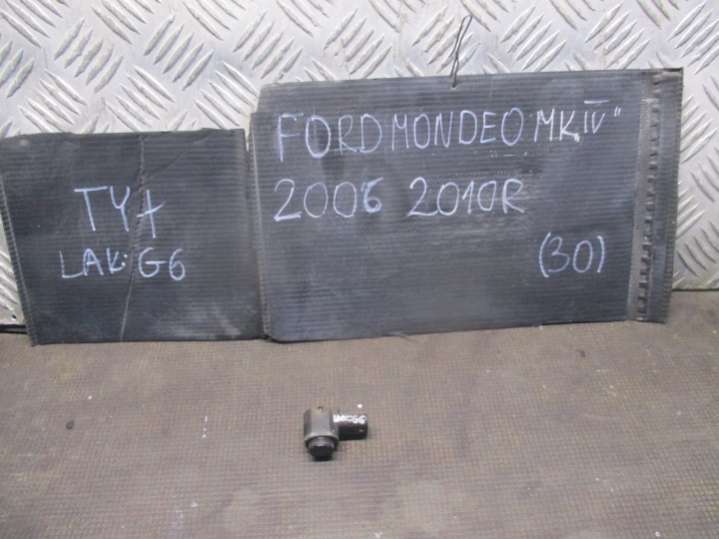 FORD MONDEO MK IV"
2006 2010R
(30)
TYŁ
LAK: G6